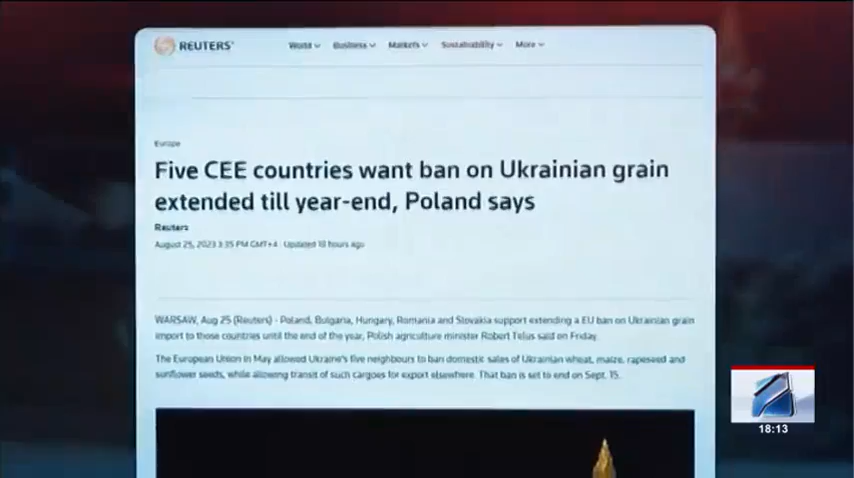 REUTERS
World Business Markets Sustainability More
Europe
Five CEE countries want ban on Ukrainian grain
extended till year-end, Poland says
Reuters
August 25, 2023 3:35 PM GMT+4 · Updated 18 hours ago
WARSAW, Aug 25 (Reuters) - Poland, Bulgaria, Hungary, Romania and Slovakia support extending a EU ban on Ukrainian grain
import to those countries until the end of the year, Polish agriculture minister Robert Telus said on Friday.
The European Union in May allowed Ukraine's five neighbours to ban domestic sales of Ukrainian wheat, maize, rapeseed and
sunflower seeds, while allowing transit of such cargoes for export elsewhere. That ban is set to end on Sept. 15.
18:13